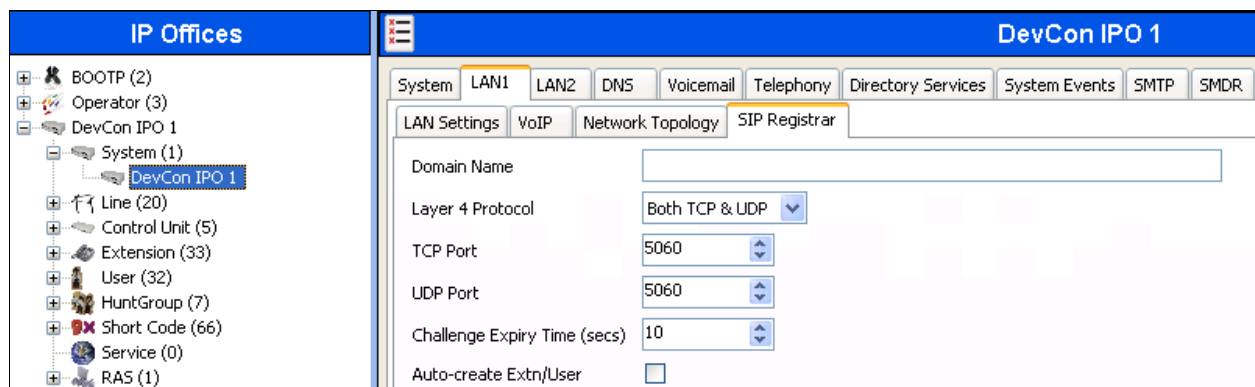 IP Offices
BOOTP (2)
Operator (3)
DevCon IPO 1
System (1)
DevCon IPO 1
Line (20)
Control Unit (5)
Extension (33)
User (32)
HuntGroup (7)
Short Code (66)
Service (0)
RAS (1)
DevCon IPO 1
System LAN1 LAN2 DNS Voicemail Telephony Directory Services System Events SMTP SMDR
LAN Settings VoIP Network Topology SIP Registrar
Domain Name
Layer 4 Protocol Both TCP & UDP
TCP Port 5060
UDP Port 5060
Challenge Expiry Time (secs) 10
Auto-create Extn/User